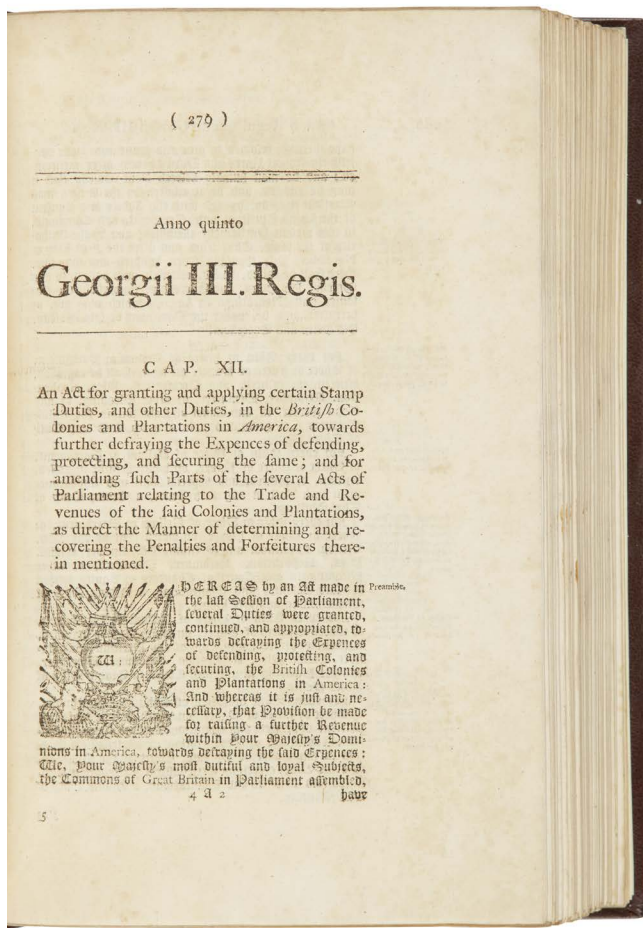 ( 279 )
Anno quinto
Georgii III. Regis.
CAP. XII.
An Act for granting and applying certain Stamp
Duties, and other Duties, in the British Co-
lonies and Plantations in America, towards
further defraying the Expences of defending,
protecting, and securing the same; and for
amending such Parts of the several Acts of
Parliament relating to the Trade and Re-
venues of the said Colonies and Plantations,
as direct the Manner of determining and re-
covering the Penalties and Forfeitures there-
in mentioned.
WHEREAS by an Act made in
Preamble.
the last Session of Parliament,
several Duties were granted,
continued, and appropriated, to-
wards defraying the Expences
of defending, protecting, and
securing, the British Colonies
and Plantations in America:
And whereas it is just and ne-
cessary, that Provision be made
for raising a further Revenue
within Your Majesty's Domi-
nions in America, towards defraying the said Expences:
We, Your Majesty's most dutiful and loyal Subjects,
the Commons of Great Britain in Parliament assembled,
4 A 2
have
5